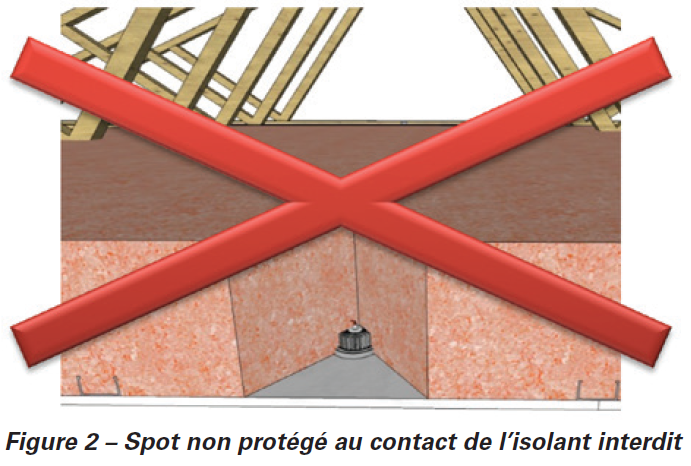 Figure 2 – Spot non protégé au contact de l’isolant interdit